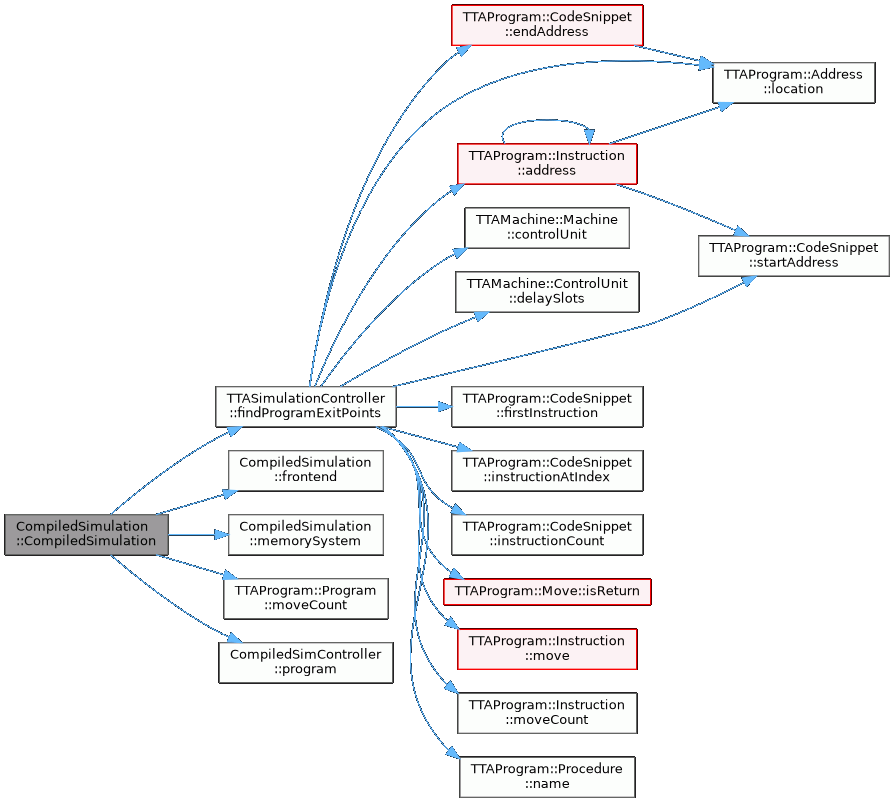 TTAProgram::CodeSnippet
::endAddress
TTAProgram::Address
::location
TTAProgram::Instruction
::address
TTAMachine::Machine
::controlUnit
TTAProgram::CodeSnippet
::startAddress
TTAMachine::ControlUnit
::delaySlots
TTASimulationController
::findProgramExitPoints
TTAProgram::CodeSnippet
::firstInstruction
CompiledSimulation
::frontend
TTAProgram::CodeSnippet
::instructionAtIndex
CompiledSimulation
::CompiledSimulation
CompiledSimulation
::memorySystem
TTAProgram::CodeSnippet
::instructionCount
TTAProgram::Program
::moveCount
TTAProgram::Move::isReturn
CompiledSimController
::program
TTAProgram::Instruction
::move
TTAProgram::Instruction
::moveCount
TTAProgram::Procedure
::name